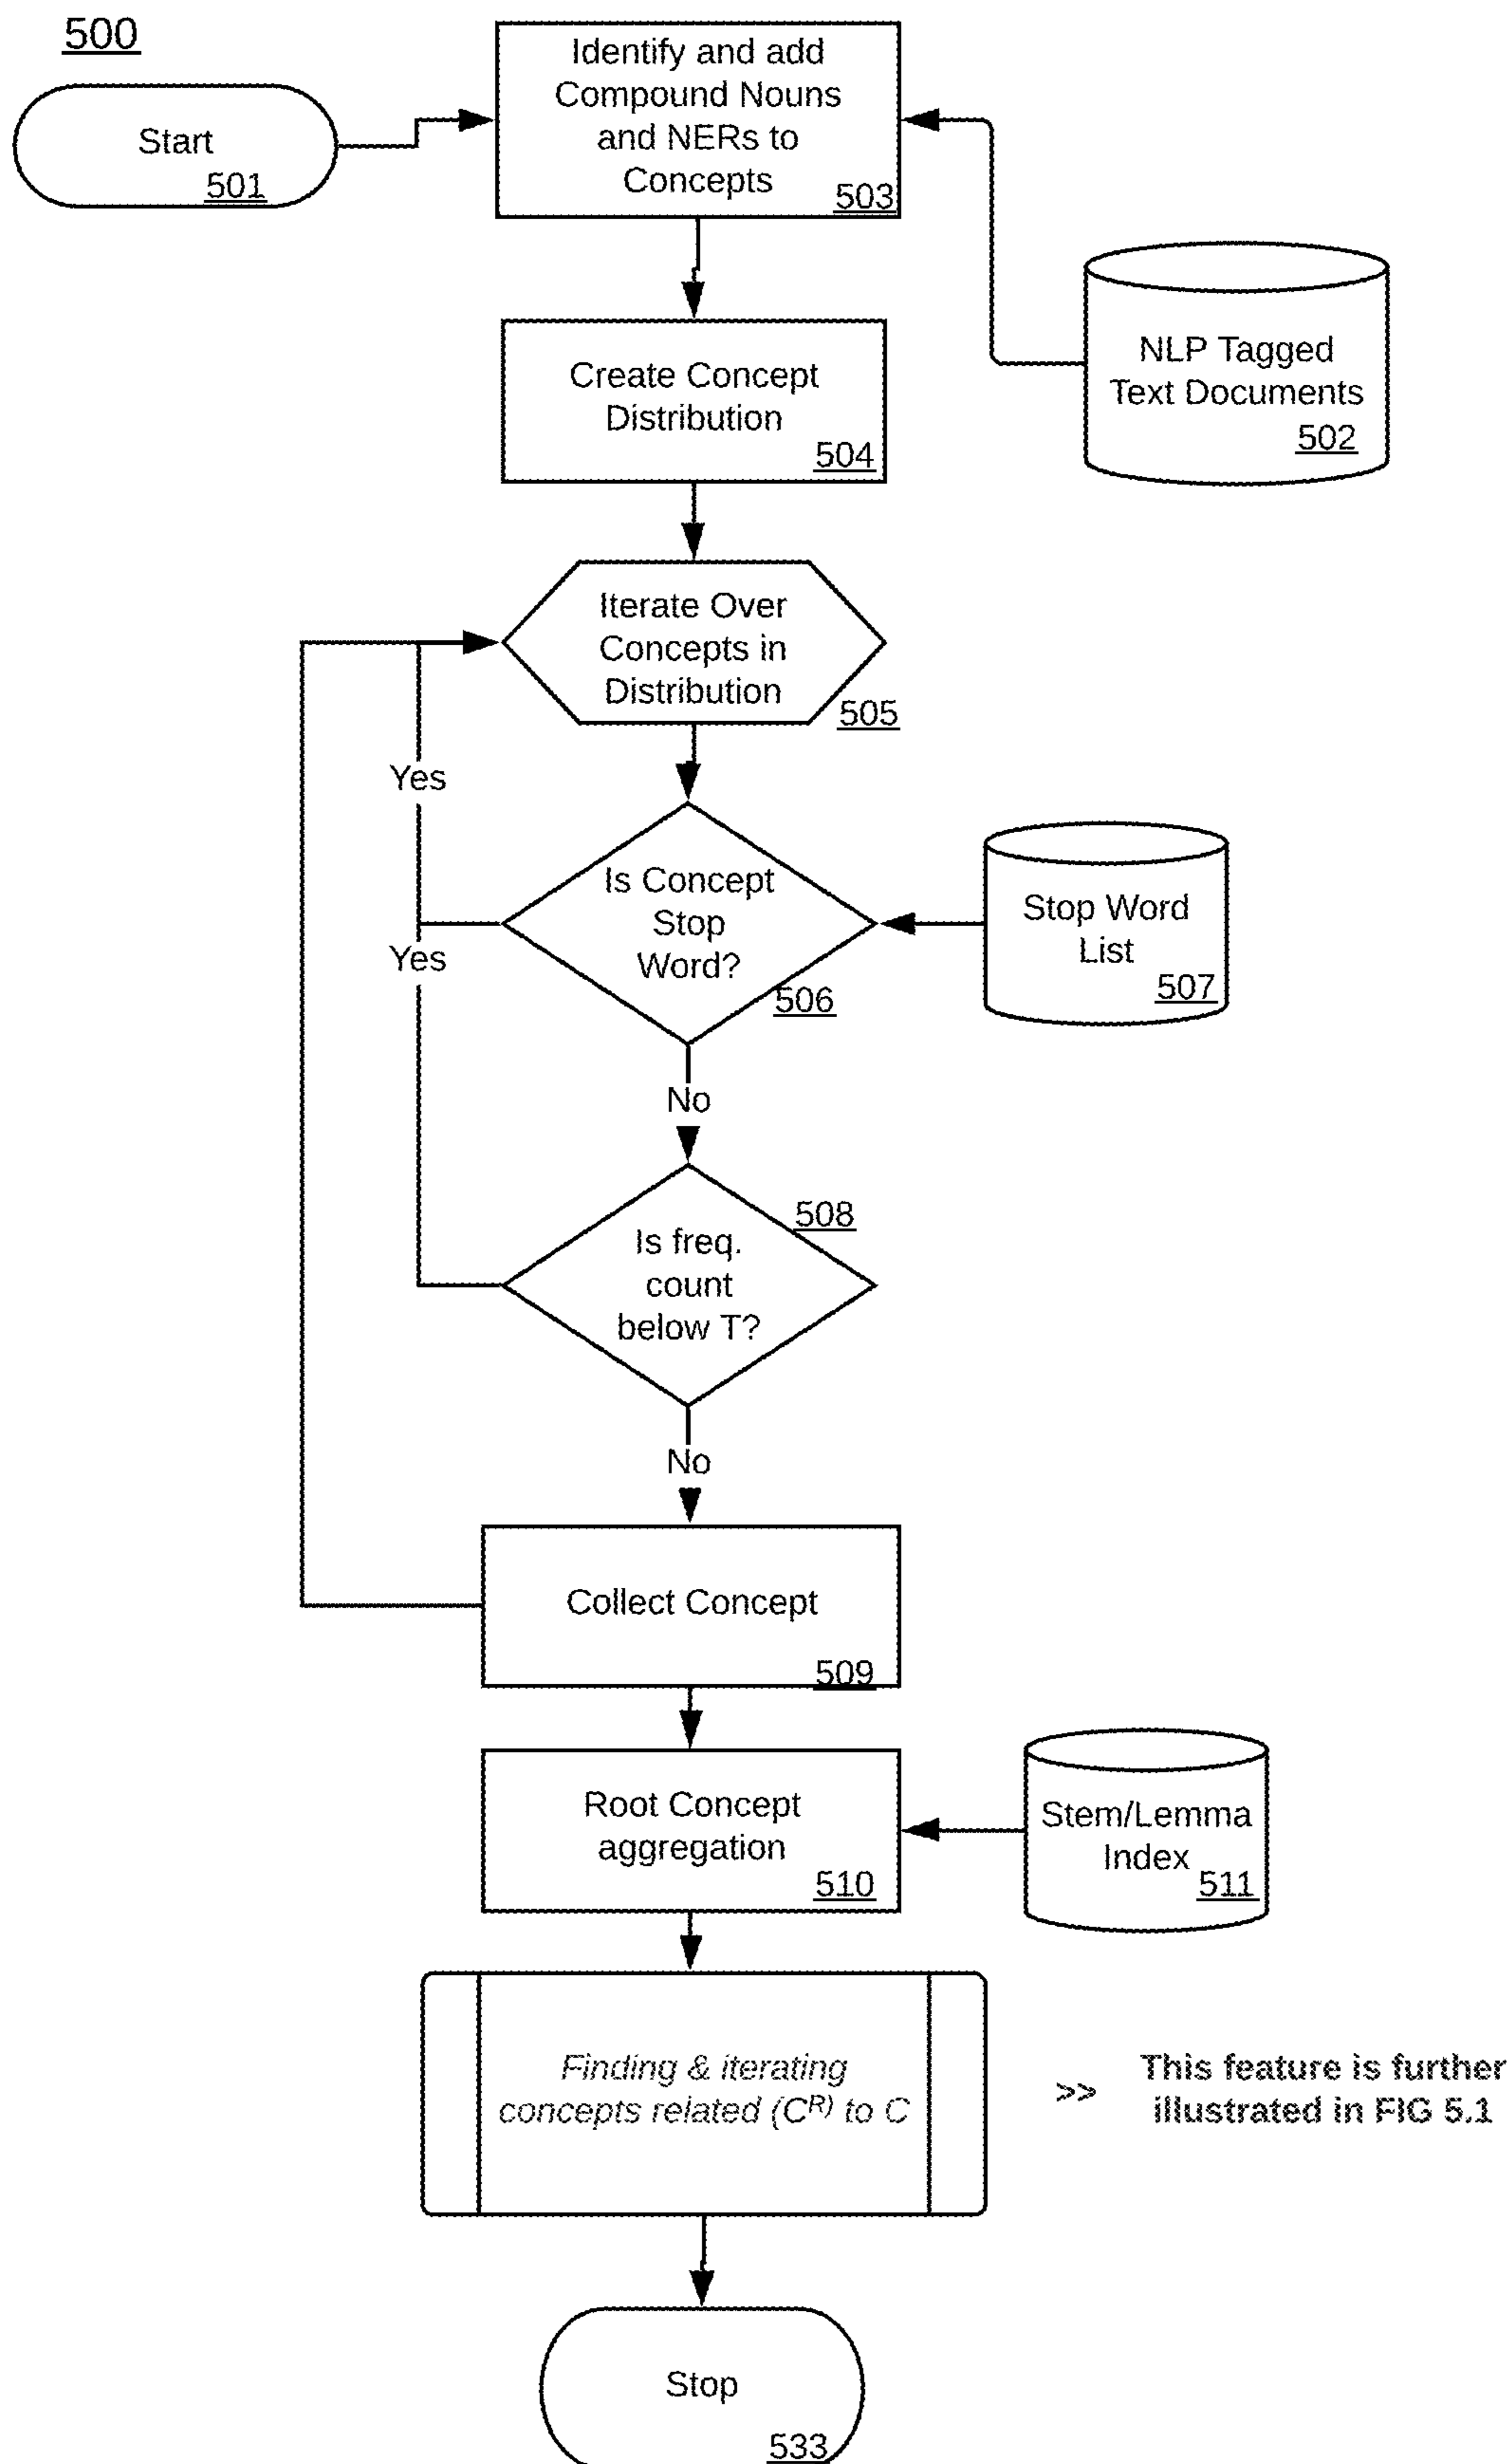 500
Start
501
Identify and add
Compound Nouns
and NERs to
Concepts
503
NLP Tagged
Text Documents
502
Create Concept
Distribution
504
Iterate Over
Concepts in
Distribution
505
Yes
Is Concept
Stop
Word?
506
Stop Word
List
507
Yes
No
508
Is freq.
count
below T?
No
Collect Concept
509
Root Concept
aggregation
510
Stem/Lemma
Index
511
Finding & iterating
concepts related (Cᴿ⁾ to C
>>
This feature is further
illustrated in FIG 5.1
Stop
533